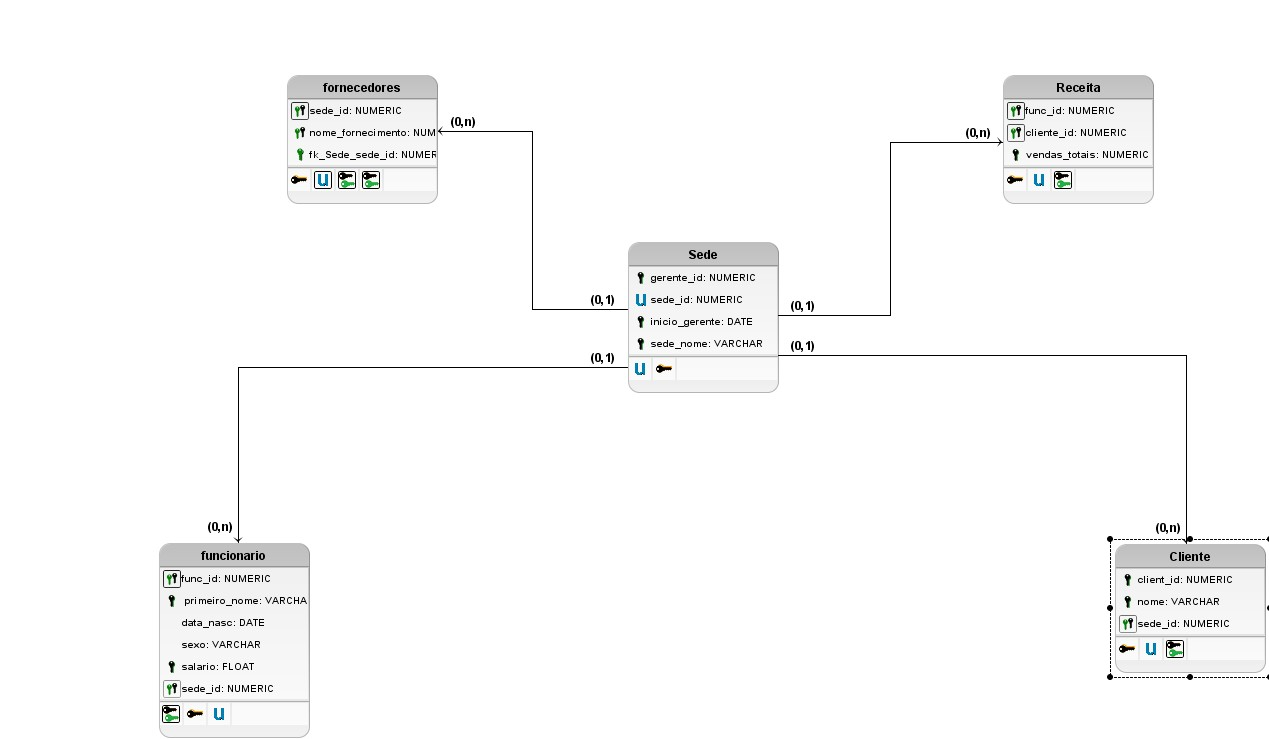 fornecedores
sede_id: NUMERIC
nome_fornecimento: NUM
fk_Sede_sede_id: NUMER
U
(0,n)
Receita
func_id: NUMERIC
cliente_id: NUMERIC
vendas_totais: NUMERIC
U
(0,n)
Sede
gerente_id: NUMERIC
U sede_id: NUMERIC
inicio_gerente: DATE
sede_nome: VARCHAR
U
(0,1)
(0,1)
(0,1)
(0,1)
(0,n)
funcionario
func_id: NUMERIC
primeiro_nome: VARCHA
data_nasc: DATE
sexo: VARCHAR
salario: FLOAT
sede_id: NUMERIC
U
(0,n)
Cliente
client_id: NUMERIC
nome: VARCHAR
sede_id: NUMERIC
U